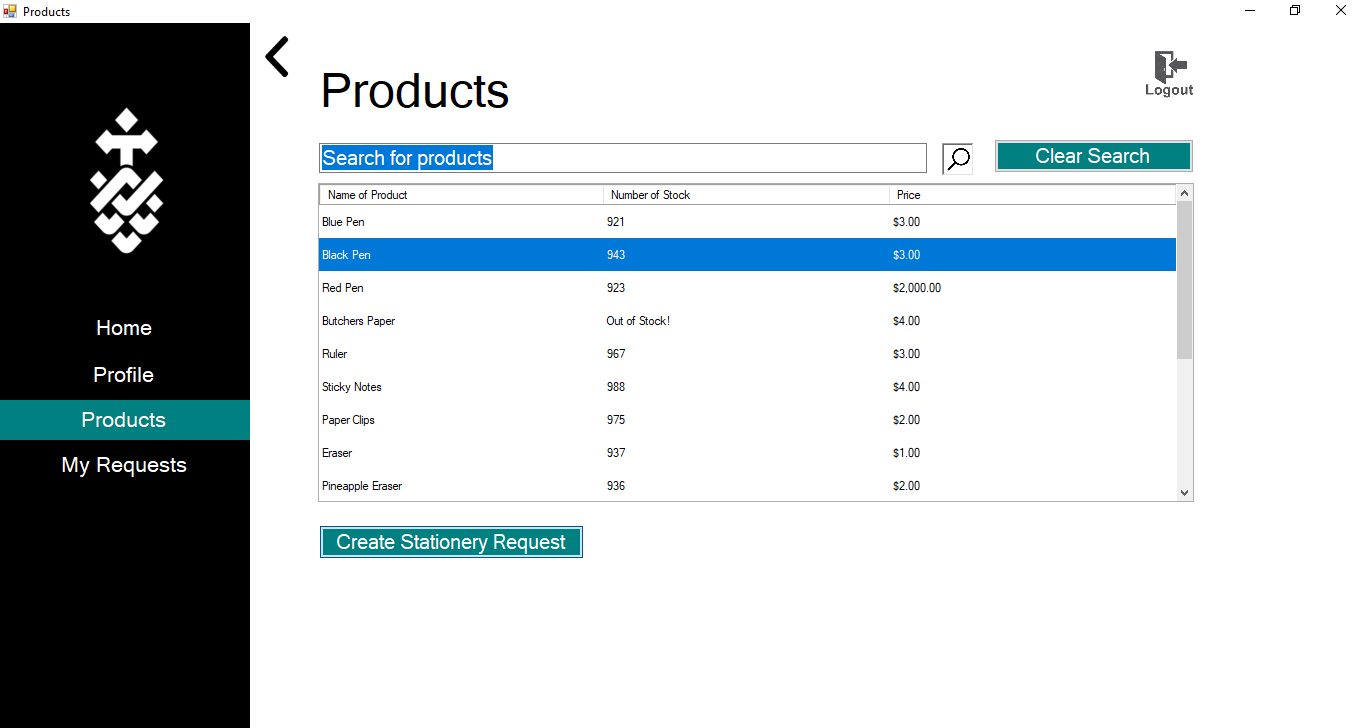 Products
Products
Logout
Search for products
Clear Search
Name of Product Number of Stock Price
Blue Pen 921 $3.00
Black Pen 943 $3.00
Red Pen 923 $2,000.00
Butchers Paper Out of Stock! $4.00
Ruler 967 $3.00
Sticky Notes 988 $4.00
Paper Clips 975 $2.00
Eraser 937 $1.00
Pineapple Eraser 936 $2.00
Home
Profile
Products
My Requests
Create Stationery Request